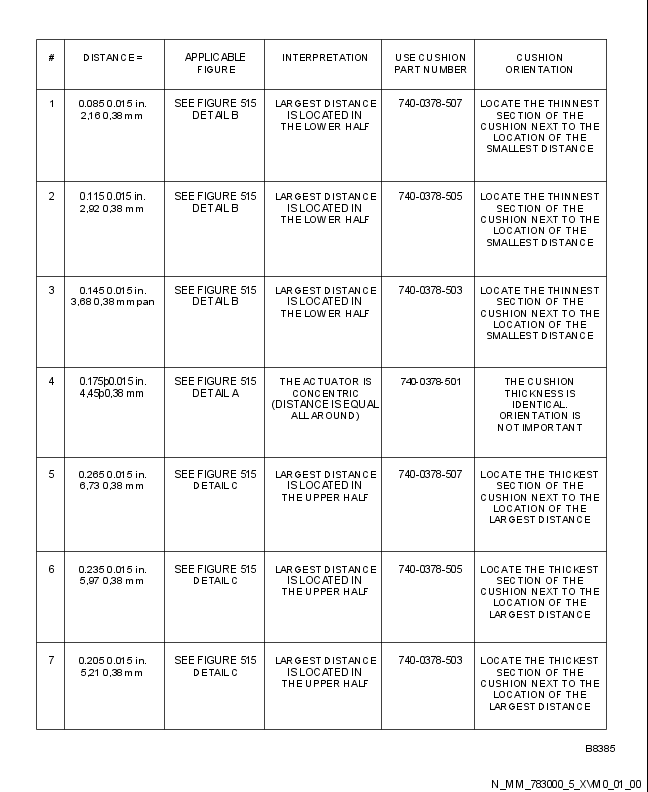 # DISTANCE = APPLICABLE FIGURE INTERPRETATION USE CUSHION PART NUMBER CUSHION ORIENTATION
1
0.085 0.015 in.
2,16 0,38 mm
SEE FIGURE 515
DETAIL B
LARGEST DISTANCE
IS LOCATED IN
THE LOWER HALF
740-0378-507
LOCATE THE THINNEST
SECTION OF THE
CUSHION NEXT TO THE
LOCATION OF THE
SMALLEST DISTANCE
2
0.115 0.015 in.
2,92 0,38 mm
SEE FIGURE 515
DETAIL B
LARGEST DISTANCE
IS LOCATED IN
THE LOWER HALF
740-0378-505
LOCATE THE THINNEST
SECTION OF THE
CUSHION NEXT TO THE
LOCATION OF THE
SMALLEST DISTANCE
3
0.145 0.015 in.
3,68 0,38 mm pan
SEE FIGURE 515
DETAIL B
LARGEST DISTANCE
IS LOCATED IN
THE LOWER HALF
740-0378-503
LOCATE THE THINNEST
SECTION OF THE
CUSHION NEXT TO THE
LOCATION OF THE
SMALLEST DISTANCE
4
0.175þ0.015 in.
4,45þ0,38 mm
SEE FIGURE 515
DETAIL A
THE ACTUATOR IS
CONCENTRIC
(DISTANCE IS EQUAL
ALL AROUND)
740-0378-501
THE CUSHION
THICKNESS IS
IDENTICAL.
ORIENTATION IS
NOT IMPORTANT
5
0.265 0.015 in.
6,73 0,38 mm
SEE FIGURE 515
DETAIL C
LARGEST DISTANCE
IS LOCATED IN
THE UPPER HALF
740-0378-507
LOCATE THE THICKEST
SECTION OF THE
CUSHION NEXT TO THE
LOCATION OF THE
LARGEST DISTANCE
6
0.235 0.015 in.
5,97 0,38 mm
SEE FIGURE 515
DETAIL C
LARGEST DISTANCE
IS LOCATED IN
THE UPPER HALF
740-0378-505
LOCATE THE THICKEST
SECTION OF THE
CUSHION NEXT TO THE
LOCATION OF THE
LARGEST DISTANCE
7
0.205 0.015 in.
5,21 0,38 mm
SEE FIGURE 515
DETAIL C
LARGEST DISTANCE
IS LOCATED IN
THE UPPER HALF
740-0378-503
LOCATE THE THICKEST
SECTION OF THE
CUSHION NEXT TO THE
LOCATION OF THE
LARGEST DISTANCE
B8385
N_MM_783000_5_XVM0_01_00